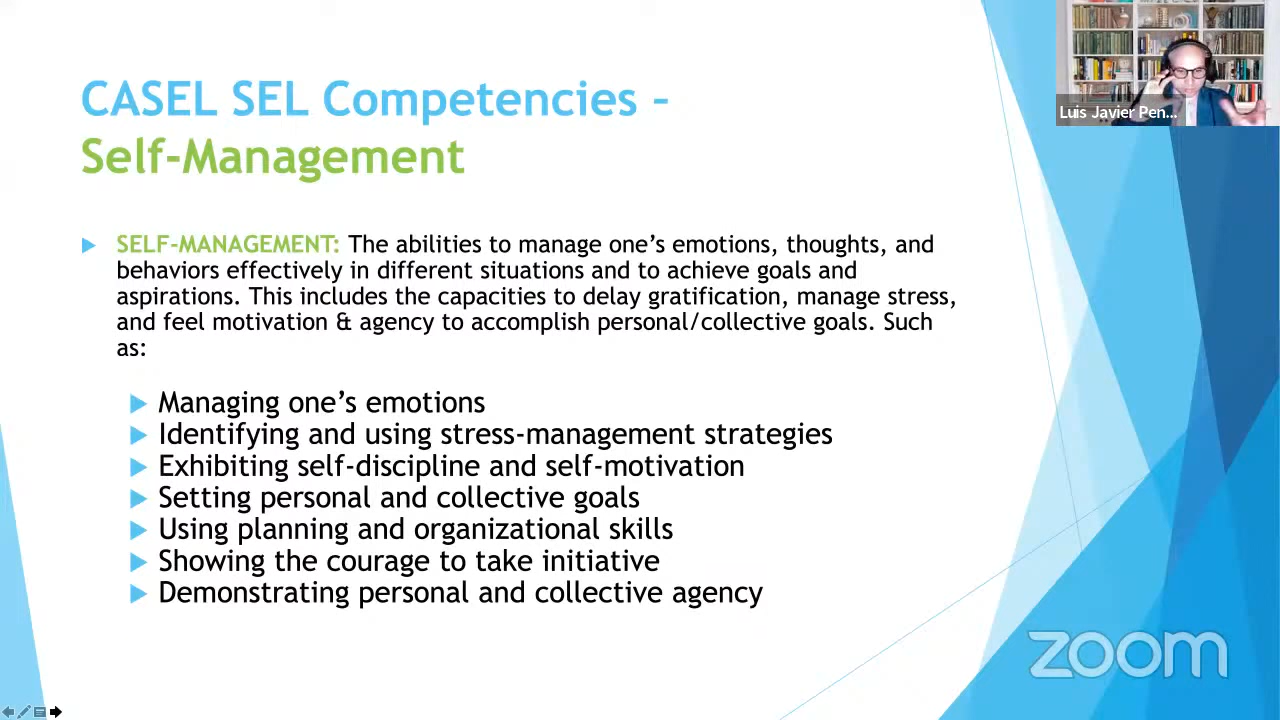 CASEL SEL Competencies –
Self-Management
SELF-MANAGEMENT: The abilities to manage one's emotions, thoughts, and
behaviors effectively in different situations and to achieve goals and
aspirations. This includes the capacities to delay gratification, manage stress,
and feel motivation & agency to accomplish personal/collective goals. Such
as:
Managing one's emotions
Identifying and using stress-management strategies
Exhibiting self-discipline and self-motivation
Setting personal and collective goals
Using planning and organizational skills
Showing the courage to take initiative
Demonstrating personal and collective agency
Luis Javier Pen...
zoom